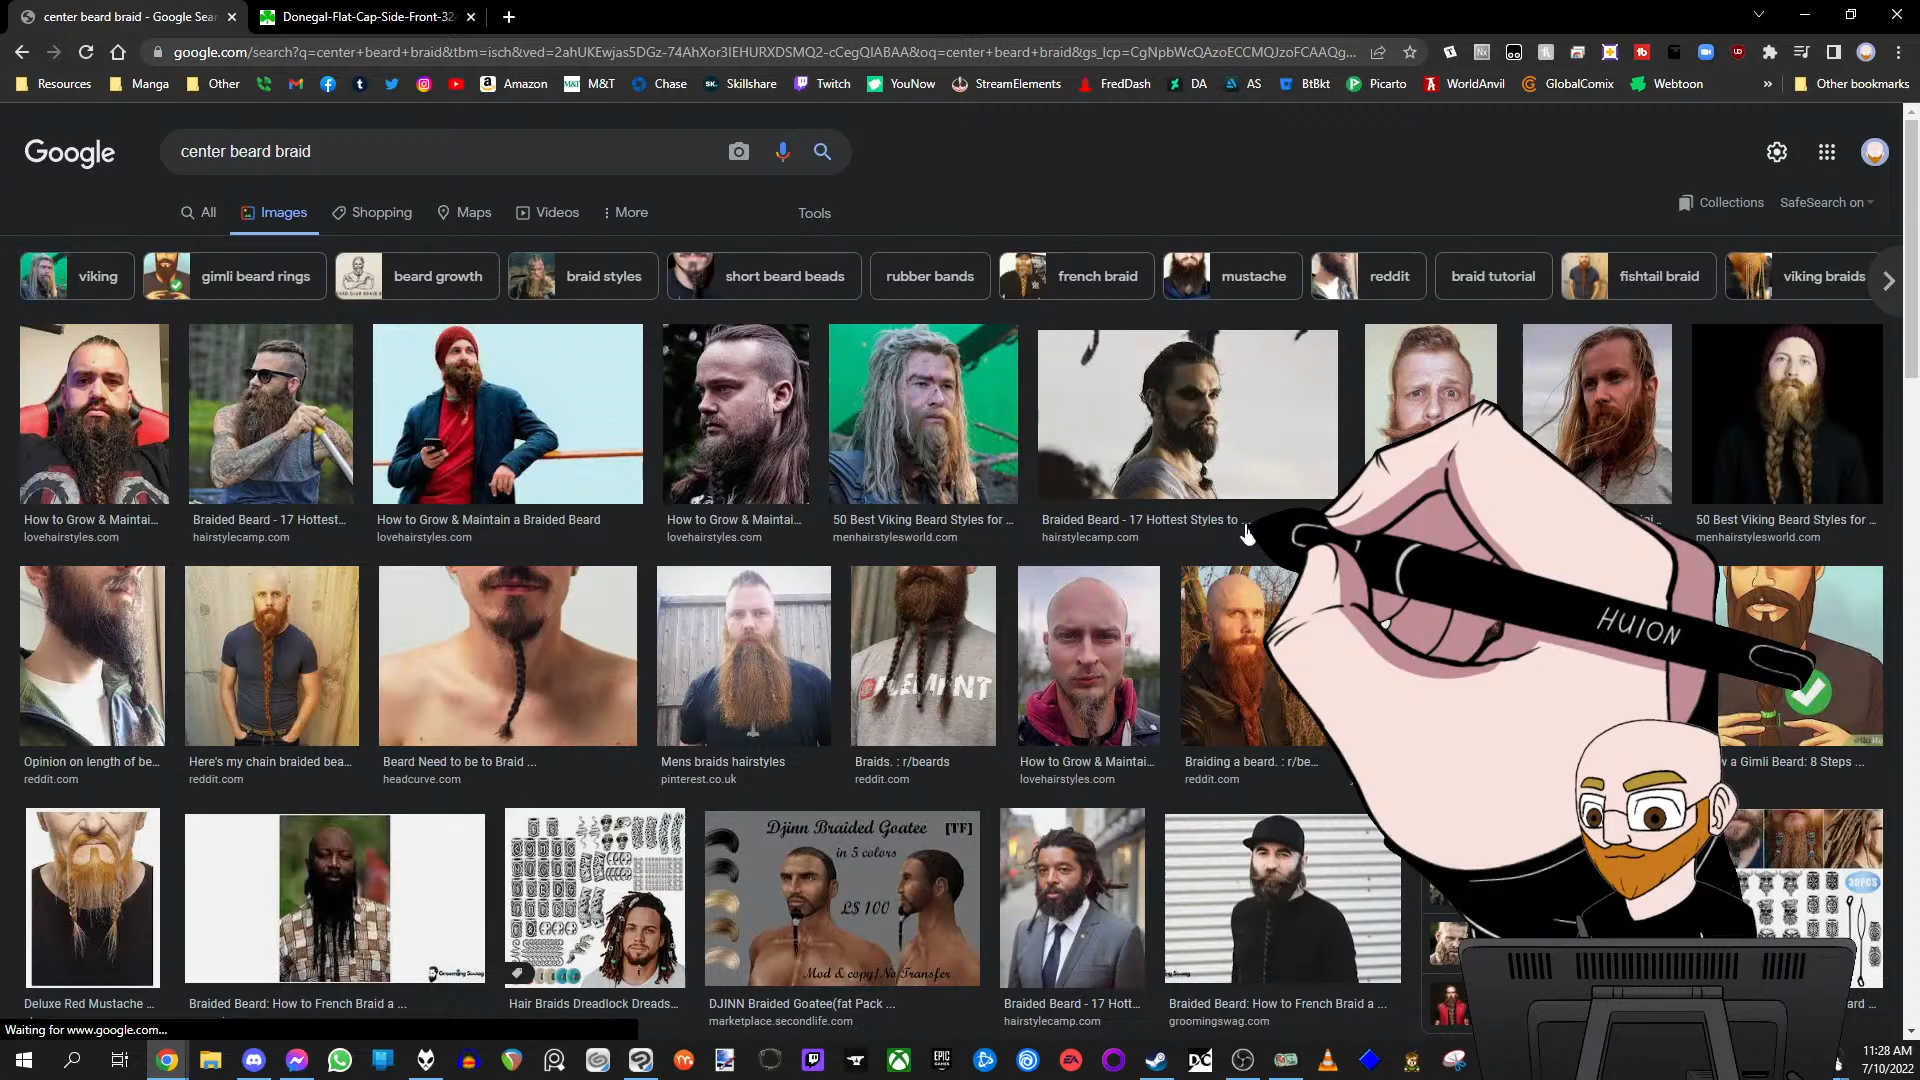 center beard braid - Google Sear
Donegal-Flat-Cap-Side-Front-324
google.com/search?q=center+beard+braid&tbm=isch&ved=2ahUKEwjas5DGz-74AhXor3IEHURXDSMQ2-cCegQIABAA&oq=center+beard+braid&gs_lcp=CgNpbWcQAzoECCMQJzoFCAAQg...
Resources Manga Other Amazon M&T Chase Skillshare Twitch YouNow StreamElements FredDash DA AS BtBkt Picarto WorldAnvil GlobalComix Webtoon » Other bookmarks
Google
center beard braid
All Images Shopping Maps Videos More Tools
Collections SafeSearch on
viking gimli beard rings beard growth braid styles short beard beads rubber bands french braid mustache reddit braid tutorial fishtail braid viking braids
How to Grow & Maintai... Braided Beard - 17 Hottest... How to Grow & Maintain a Braided Beard How to Grow & Maintai... 50 Best Viking Beard Styles for ... Braided Beard - 17 Hottest Styles to ... 50 Best Viking Beard Styles for ...
lovehairstyles.com hairstylecamp.com lovehairstyles.com lovehairstyles.com menhairstylesworld.com hairstylecamp.com menhairstylesworld.com
HUION
Opinion on length of be... Here's my chain braided bea... Beard Need to be to Braid ... Mens braids hairstyles Braids. : r/beards How to Grow & Maintai... Braiding a beard. : r/be... a Gimli Beard: 8 Steps ...
reddit.com reddit.com headcurve.com pinterest.co.uk reddit.com lovehairstyles.com reddit.com
Djinn Braided Goatee [TF]
in 5 colors
L$ 100
Mod & copy/No Transfer
Grooming Swag
30PCS
Deluxe Red Mustache ... Braided Beard: How to French Braid a ... Hair Braids Dreadlock Dreads... DJINN Braided Goatee(fat Pack ... Braided Beard - 17 Hott... Braided Beard: How to French Braid a ...
marketplace.secondlife.com hairstylecamp.com groomingswag.com
Waiting for www.google.com...
11:28 AM
7/10/2022